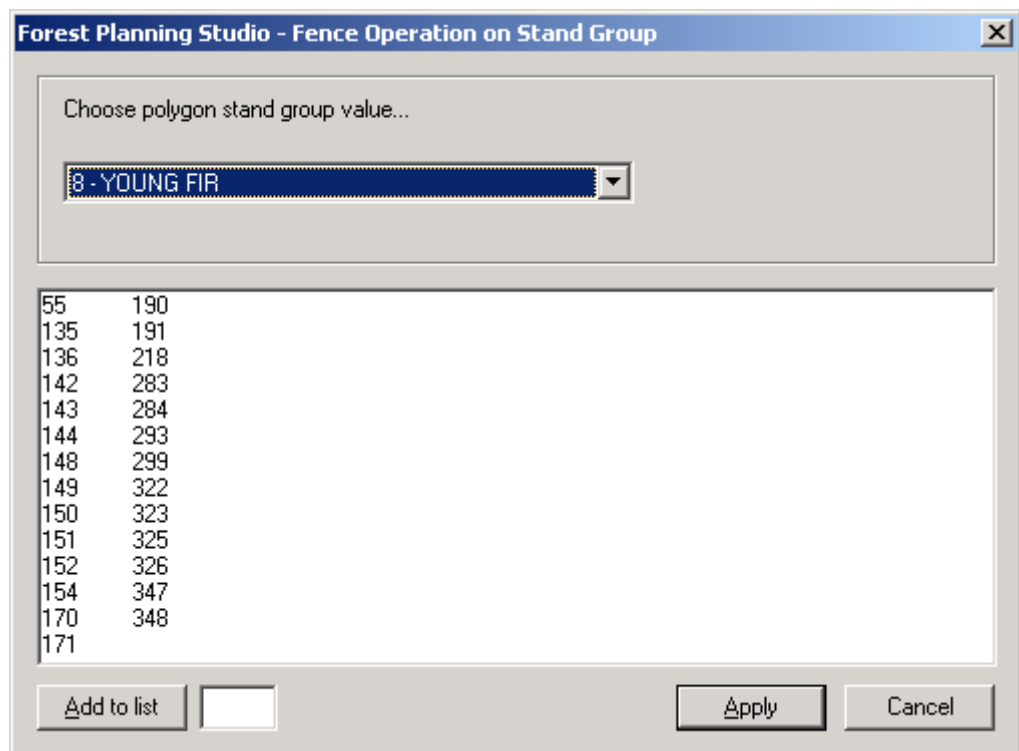 Forest Planning Studio - Fence Operation on Stand Group
Choose polygon stand group value...
8 - YOUNG FIR
55 190
135 191
136 218
142 283
143 284
144 293
148 299
149 322
150 323
151 325
152 326
154 347
170 348
171
Add to list
Apply
Cancel